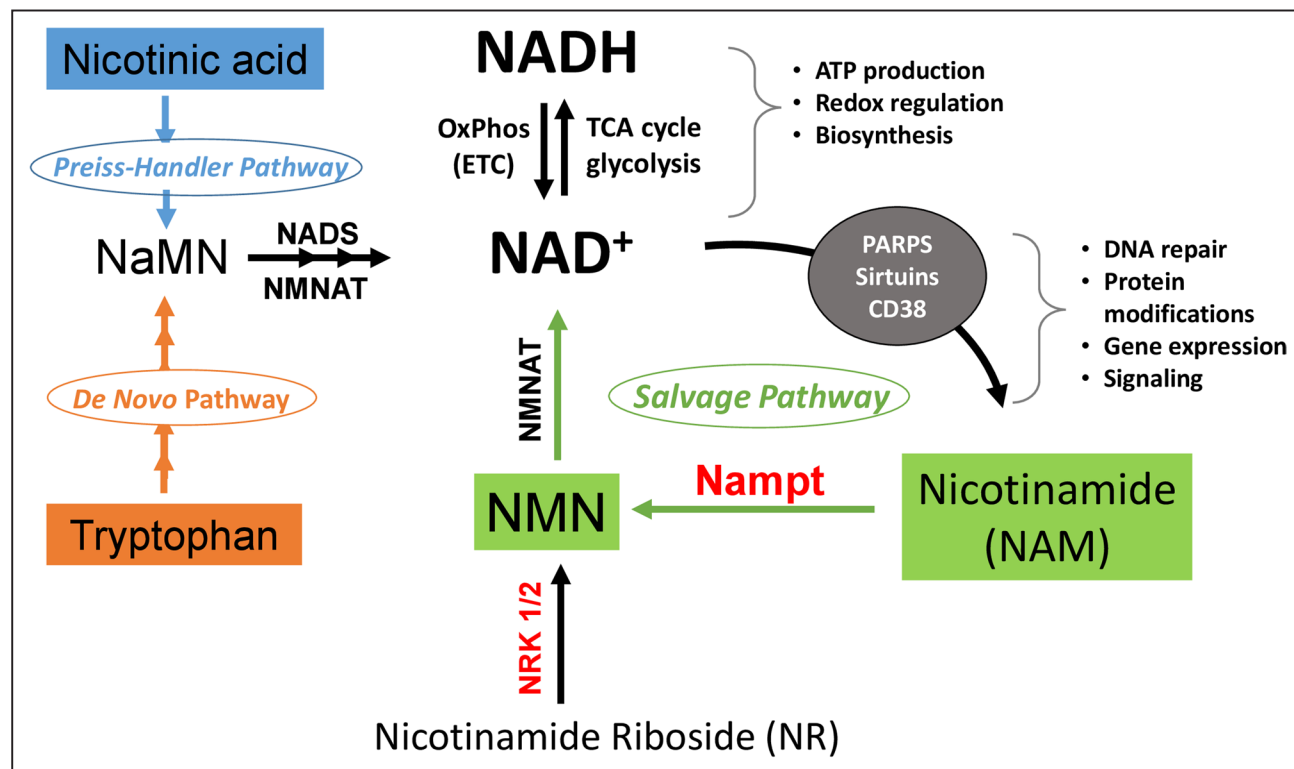 Nicotinic acid
Preiss-Handler Pathway
NaMN
NADS
NMNAT
De Novo Pathway
Tryptophan
NADH
OxPhos
(ETC)
TCA cycle
glycolysis
NAD⁺
• ATP production
• Redox regulation
• Biosynthesis
PARPS
Sirtuins
CD38
• DNA repair
• Protein
modifications
• Gene expression
• Signaling
NMNAT
Salvage Pathway
NMN
Nampt
Nicotinamide
(NAM)
NRK 1/2
Nicotinamide Riboside (NR)